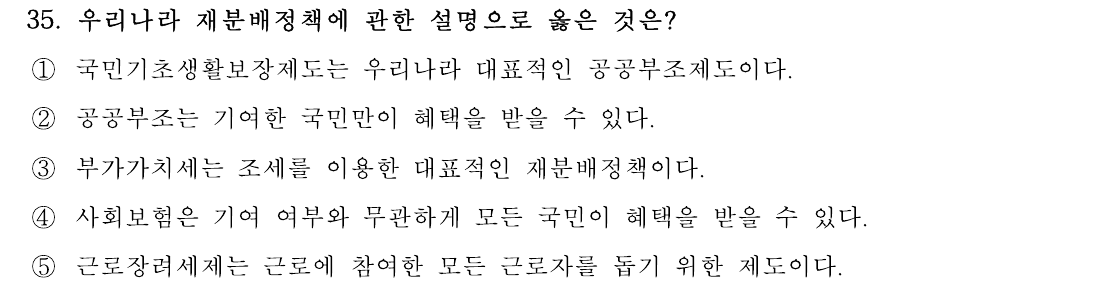 35. 우리나라 재분배정책에 관한 설명으로 옳은 것은?
① 국민기초생활보장제도는 우리나라 대표적인 공공부조제도이다.
② 공공부조는 기여한 국민만이 혜택을 받을 수 있다.
③ 부가가치세는 조세를 이용한 대표적인 재분배정책이다.
④ 사회보험은 기여 여부와 무관하게 모든 국민이 혜택을 받을 수 있다.
⑤ 근로장려세제는 근로에 참여한 모든 근로자를 돕기 위한 제도이다.